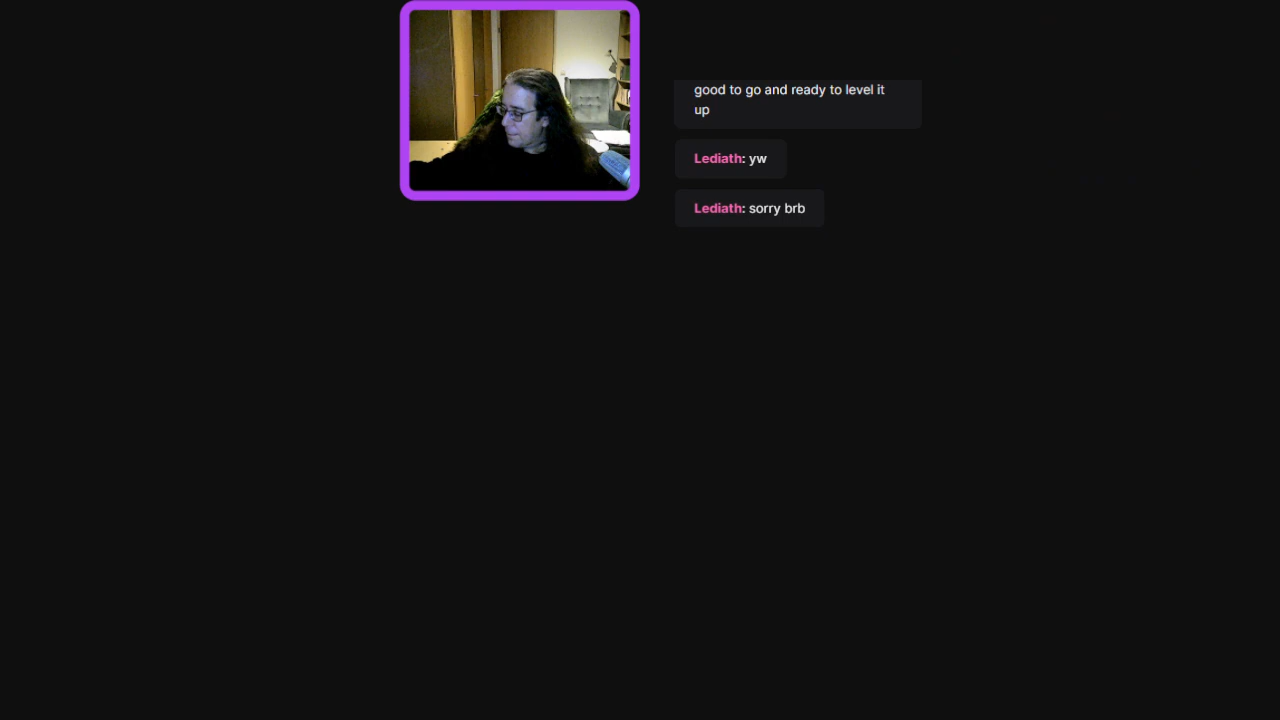 good to go and ready to level it
up
Lediath: yw
Lediath: sorry brb